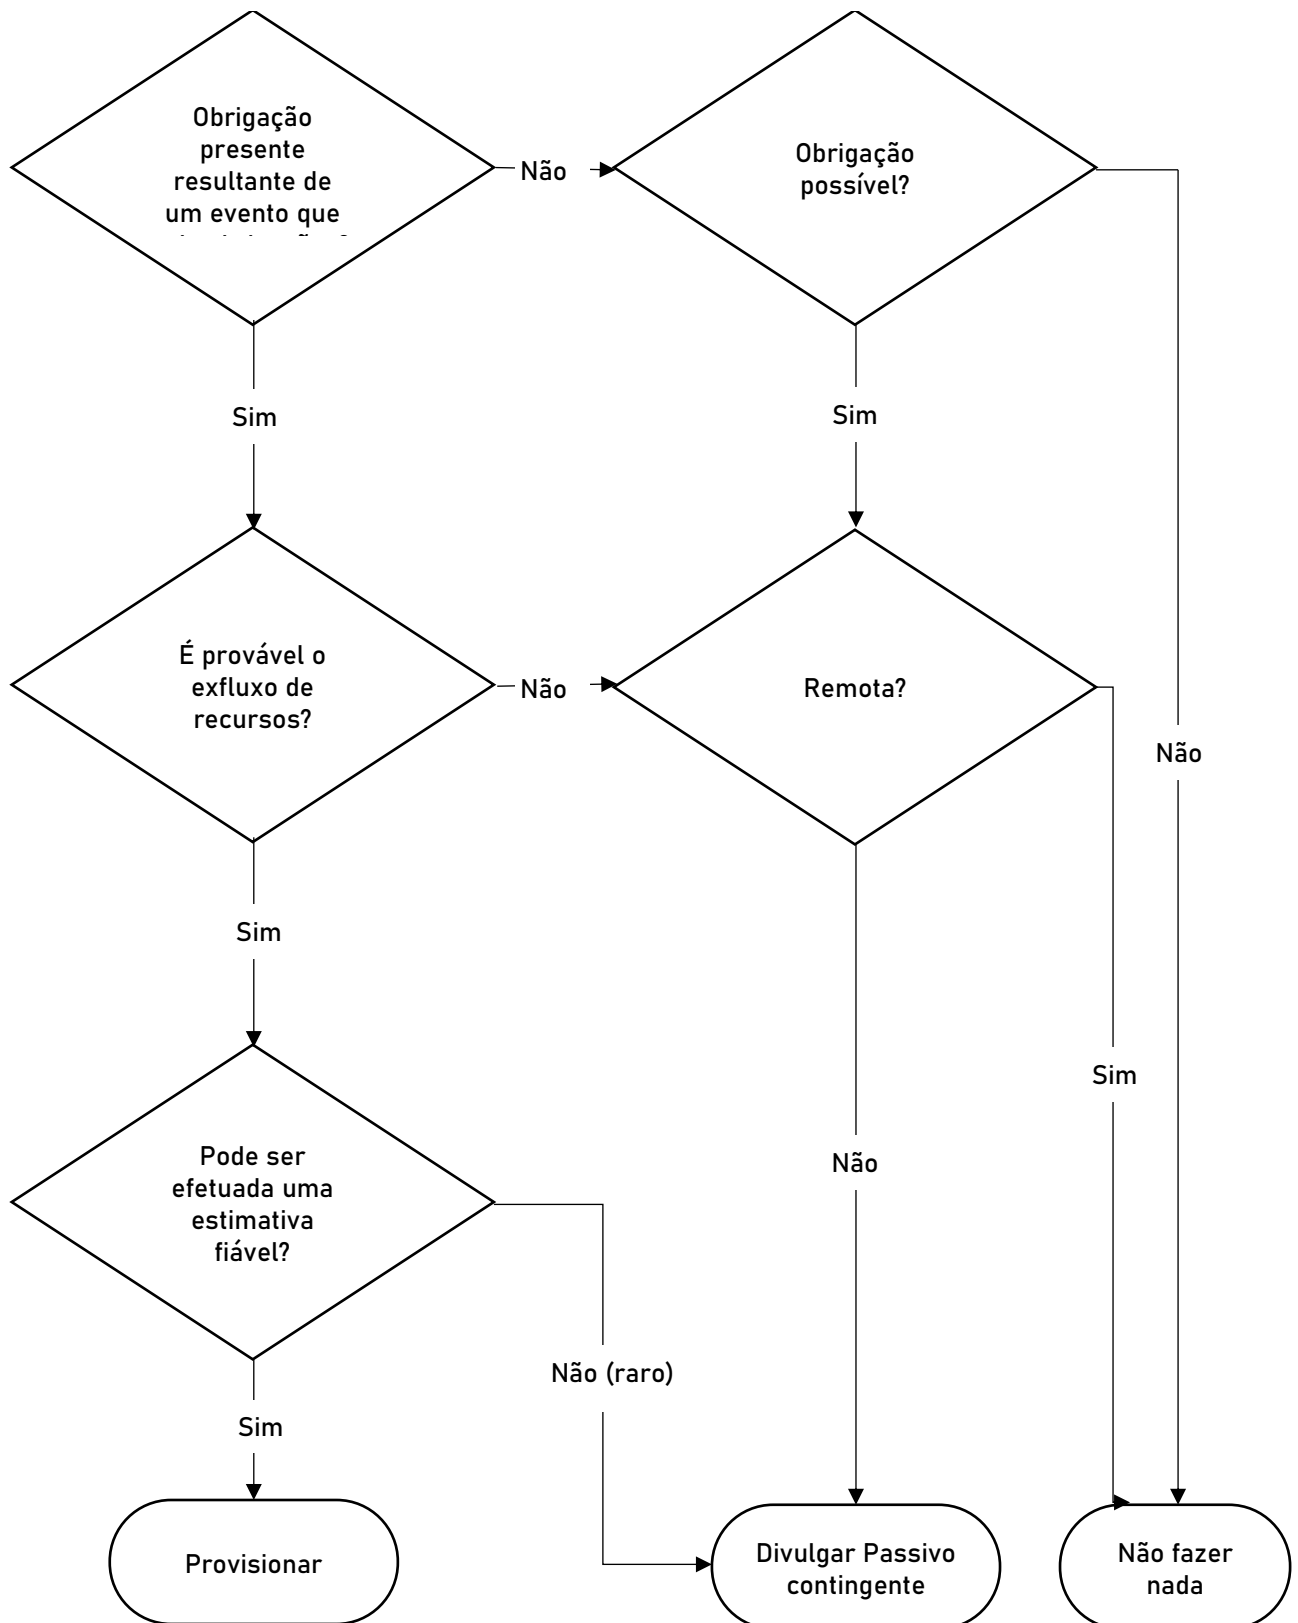 Obrigação
presente
resultante de
um evento que
Não
Obrigação
possível?
Sim
Sim
É provável o
exfluxo de
recursos?
Não
Remota?
Não
Sim
Sim
Pode ser
efetuada uma
estimativa
fiável?
Não
Não (raro)
Sim
Provisionar
Divulgar Passivo
contingente
Não fazer
nada